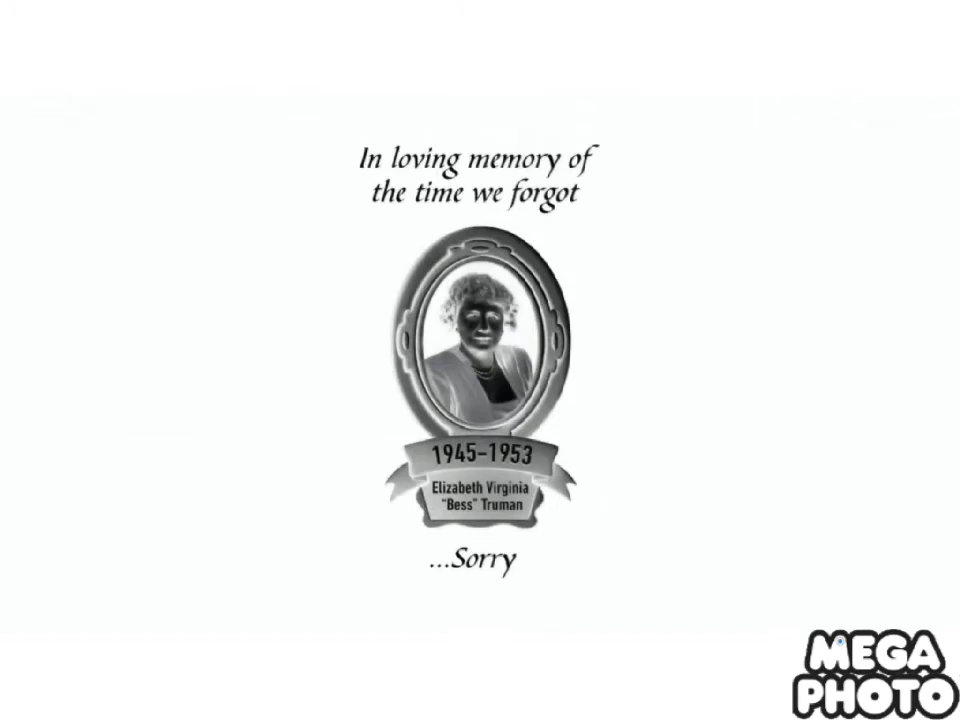 In loving memory of
the time we forgot
1945-1953
Elizabeth Virginia
"Bess" Truman
...Sorry
MEGA
PHOTO